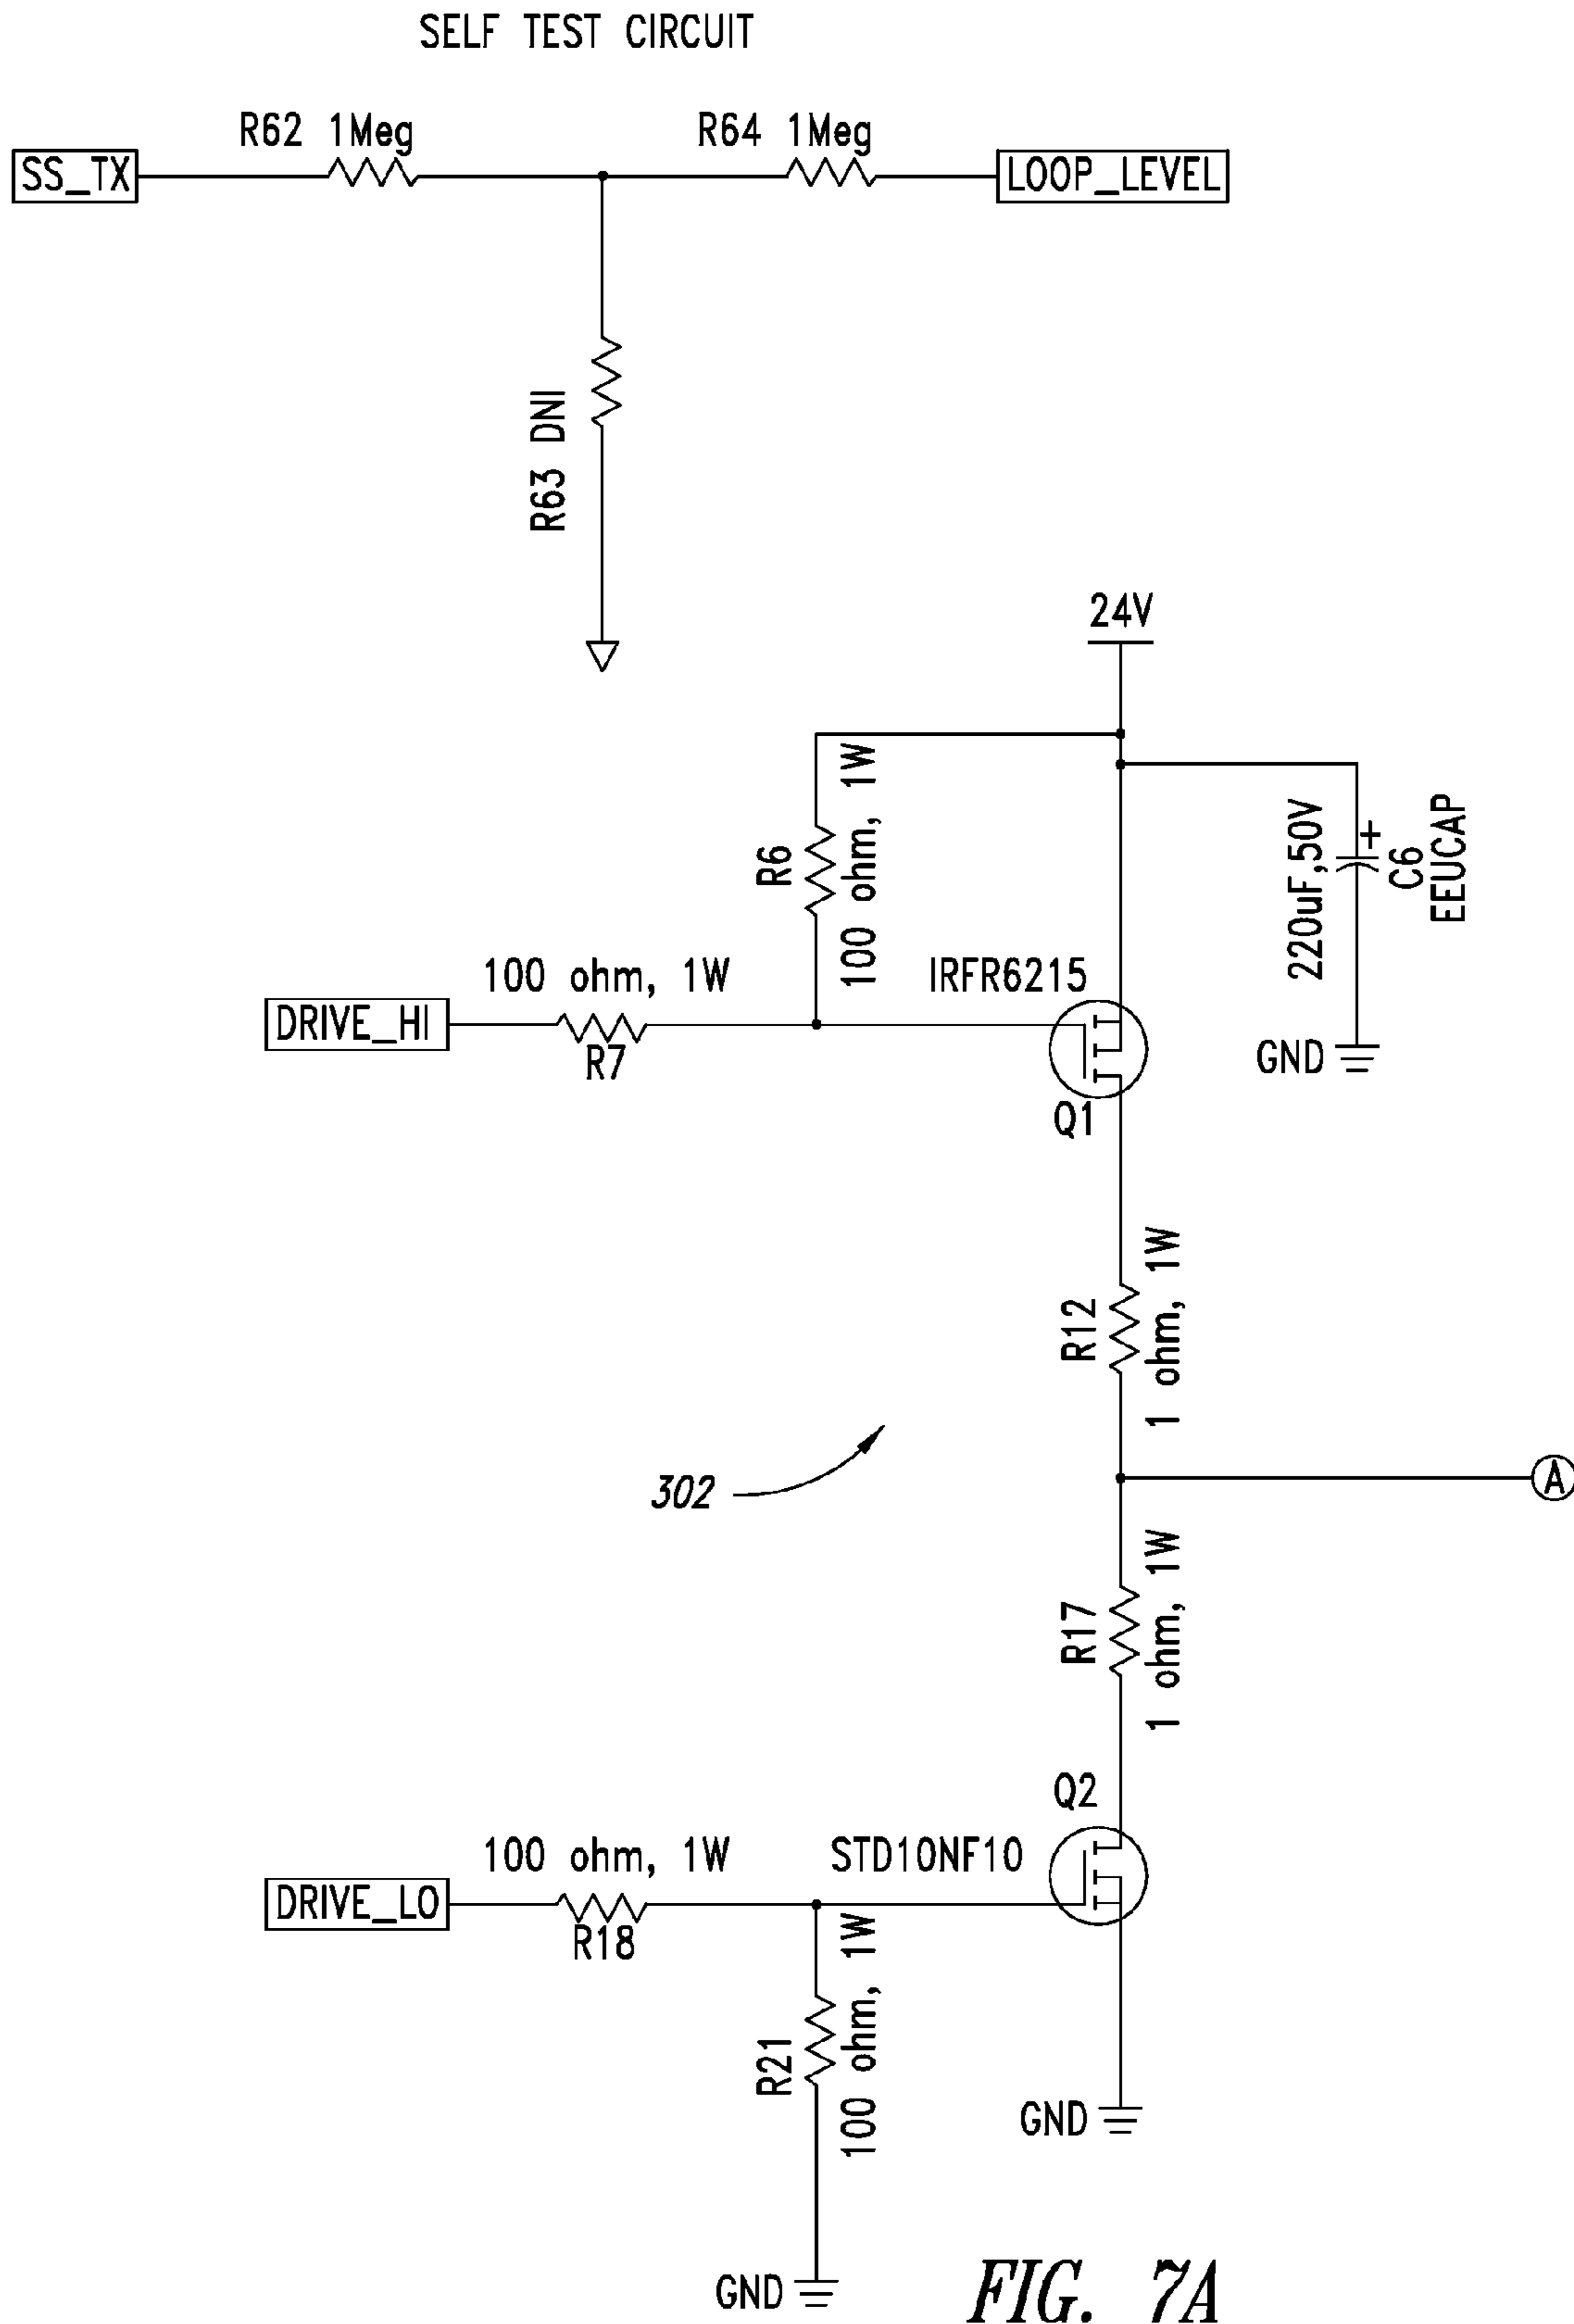 SELF TEST CIRCUIT
R62 1Meg
R64 1Meg
SS_TX
LOOP_LEVEL
R63 DNI
24V
R6
100 ohm, 1W
220uF,50V
+
C6
EEUCAP
100 ohm, 1W
IRFR6215
DRIVE_HI
R7
GND
Q1
R12
1 ohm, 1W
302
A
R17
1 ohm, 1W
Q2
100 ohm, 1W
STD10NF10
DRIVE_LO
R18
R21
100 ohm, 1W
GND
GND
FIG. 7A